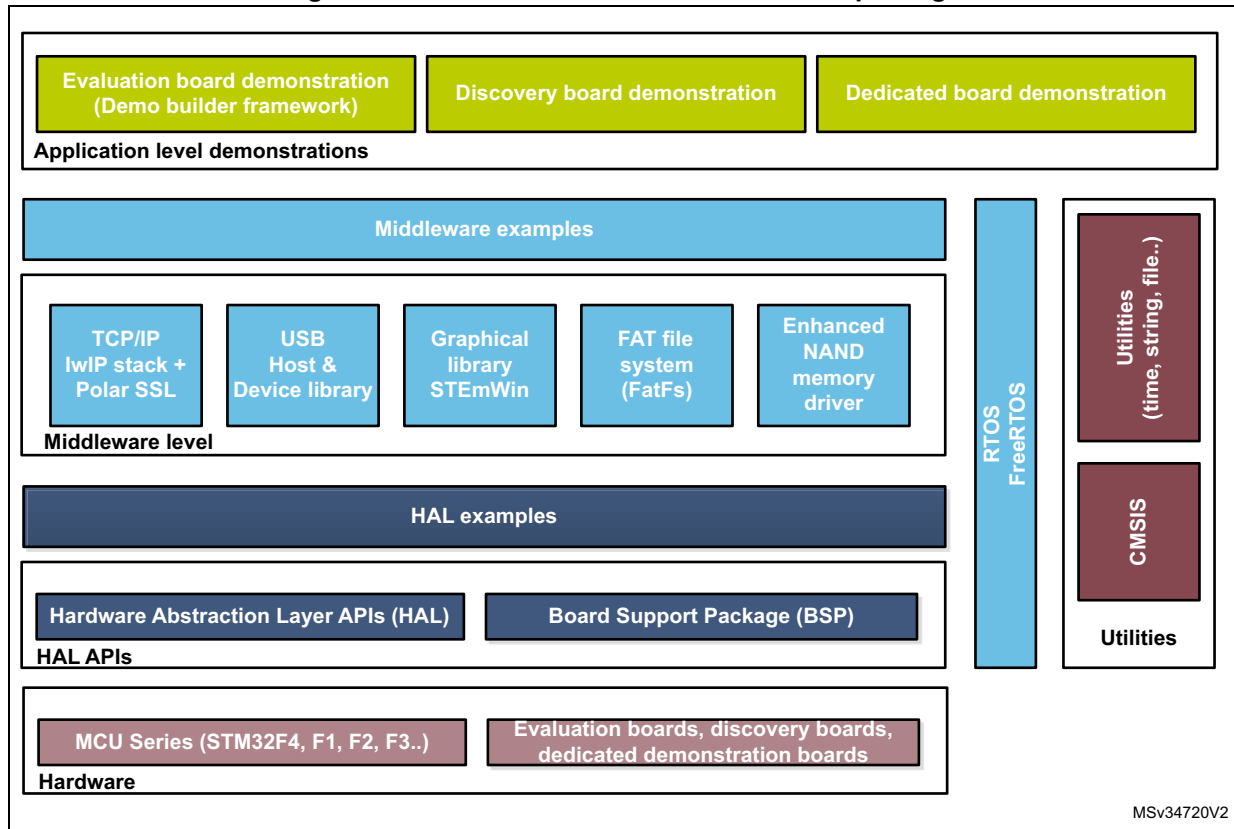 Evaluation board demonstration
(Demo builder framework)
Discovery board demonstration
Dedicated board demonstration
Application level demonstrations
Middleware examples
TCP/IP
lwIP stack +
Polar SSL
USB
Host &
Device library
Graphical
library
STEmWin
FAT file
system
(FatFs)
Enhanced
NAND
memory
driver
Middleware level
HAL examples
Hardware Abstraction Layer APIs (HAL)
Board Support Package (BSP)
HAL APIs
MCU Series (STM32F4, F1, F2, F3..)
Evaluation boards, discovery boards,
dedicated demonstration boards
Hardware
RTOS
FreeRTOS
Utilities
(time, string, file..)
CMSIS
Utilities
MSv34720V2